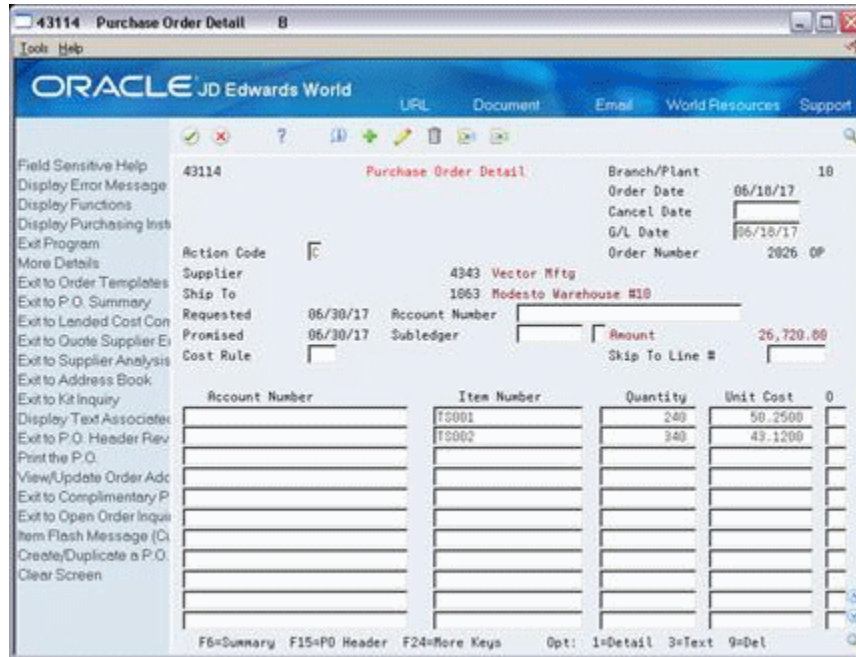 43114 Purchase Order Detail B
Tools Help
ORACLE JD Edwards World
URL Document Email World Resources Support
Field Sensitive Help
Display Error Message
Display Functions
Display Purchasing Inst
Exit Program
More Details
Exit to Order Templates
Exit to P.O. Summary
Exit to Landed Cost Con
Exit to Quote Supplier E
Exit to Supplier Analysis
Exit to Address Book
Exit to Kit Inquiry
Display Text Associated
Exit to P.O. Header Rev
Print the P.O.
View/Update Order Add
Exit to Complimentary P
Exit to Open Order Inqui
Item Flash Message (Cu
Create/Duplicate a P.O.
Clear Screen
43114 Purchase Order Detail Branch/Plant 10
Order Date 06/18/17
Cancel Date
G/L Date 06/18/17
Action Code C Order Number 2026 OP
Supplier 4343 Vector Mftg
Ship To 1063 Modesto Warehouse #10
Requested 06/30/17 Account Number
Promised 06/30/17 Subledger Amount 26,720.80
Cost Rule Skip To Line #
Account Number Item Number Quantity Unit Cost O
TS001 240 50.2500
TS002 340 43.1200
F6=Summary F15=PO Header F24=More Keys Opt: 1=Detail 3=Text 9=Del